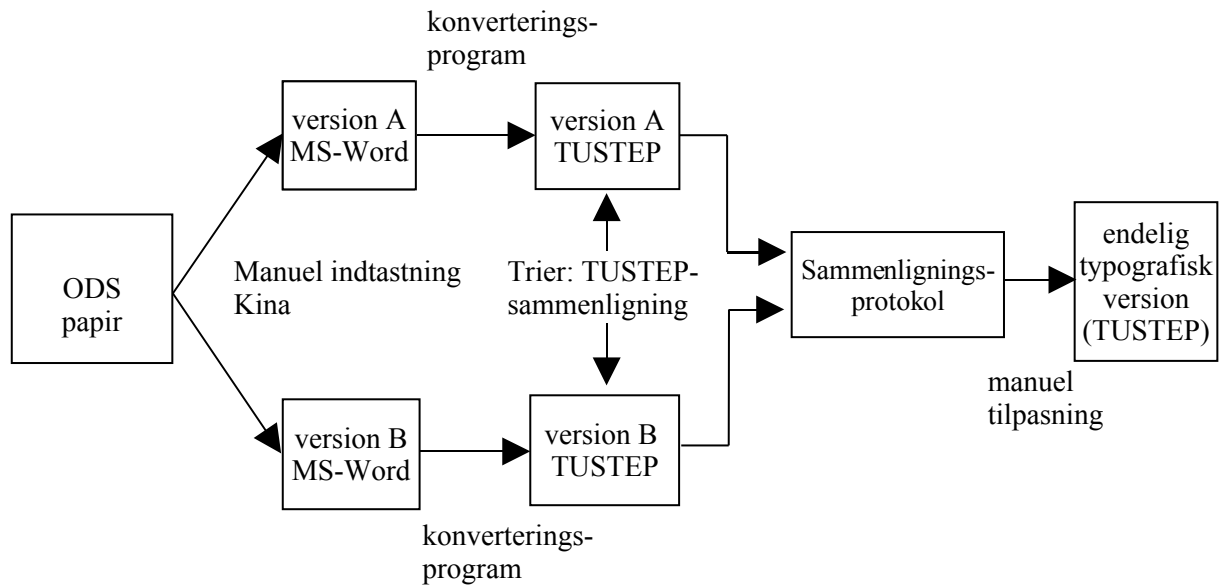 konverterings-
program
version A
MS-Word
version A
TUSTEP
ODS
papir
Manuel indtastning
Kina
Trier: TUSTEP-
sammenligning
Sammenlignings-
protokol
endelig
typografisk
version
(TUSTEP)
manuel
tilpasning
version B
MS-Word
version B
TUSTEP
konverterings-
program